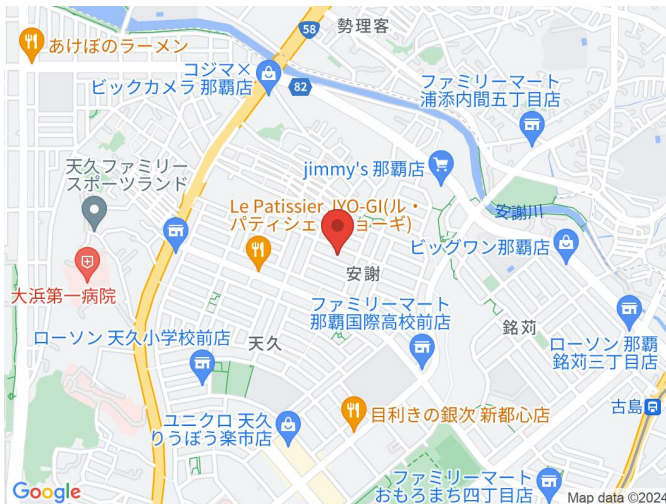 58
勢理客
あけぼのラーメン
コジマ×
ビックカメラ 那覇店
82
ファミリーマート
浦添内間五丁目店
jimmy's 那覇店
天久ファミリー
スポーツランド
Le Patissier JYO-GI(ル・
パティシエ
ョーギ)
安謝川
ビッグワン那覇店
大浜第一病院
安謝
ファミリーマート
那覇国際高校前店
銘苅
ローソン 天久小学校前店
天久
ローソン 那覇
銘苅三丁目店
古島
ユニクロ 天久
りうぼう楽市店
目利きの銀次 新都心店
ファミリーマート
おもろまち四丁目店
Google
Map data ©2024